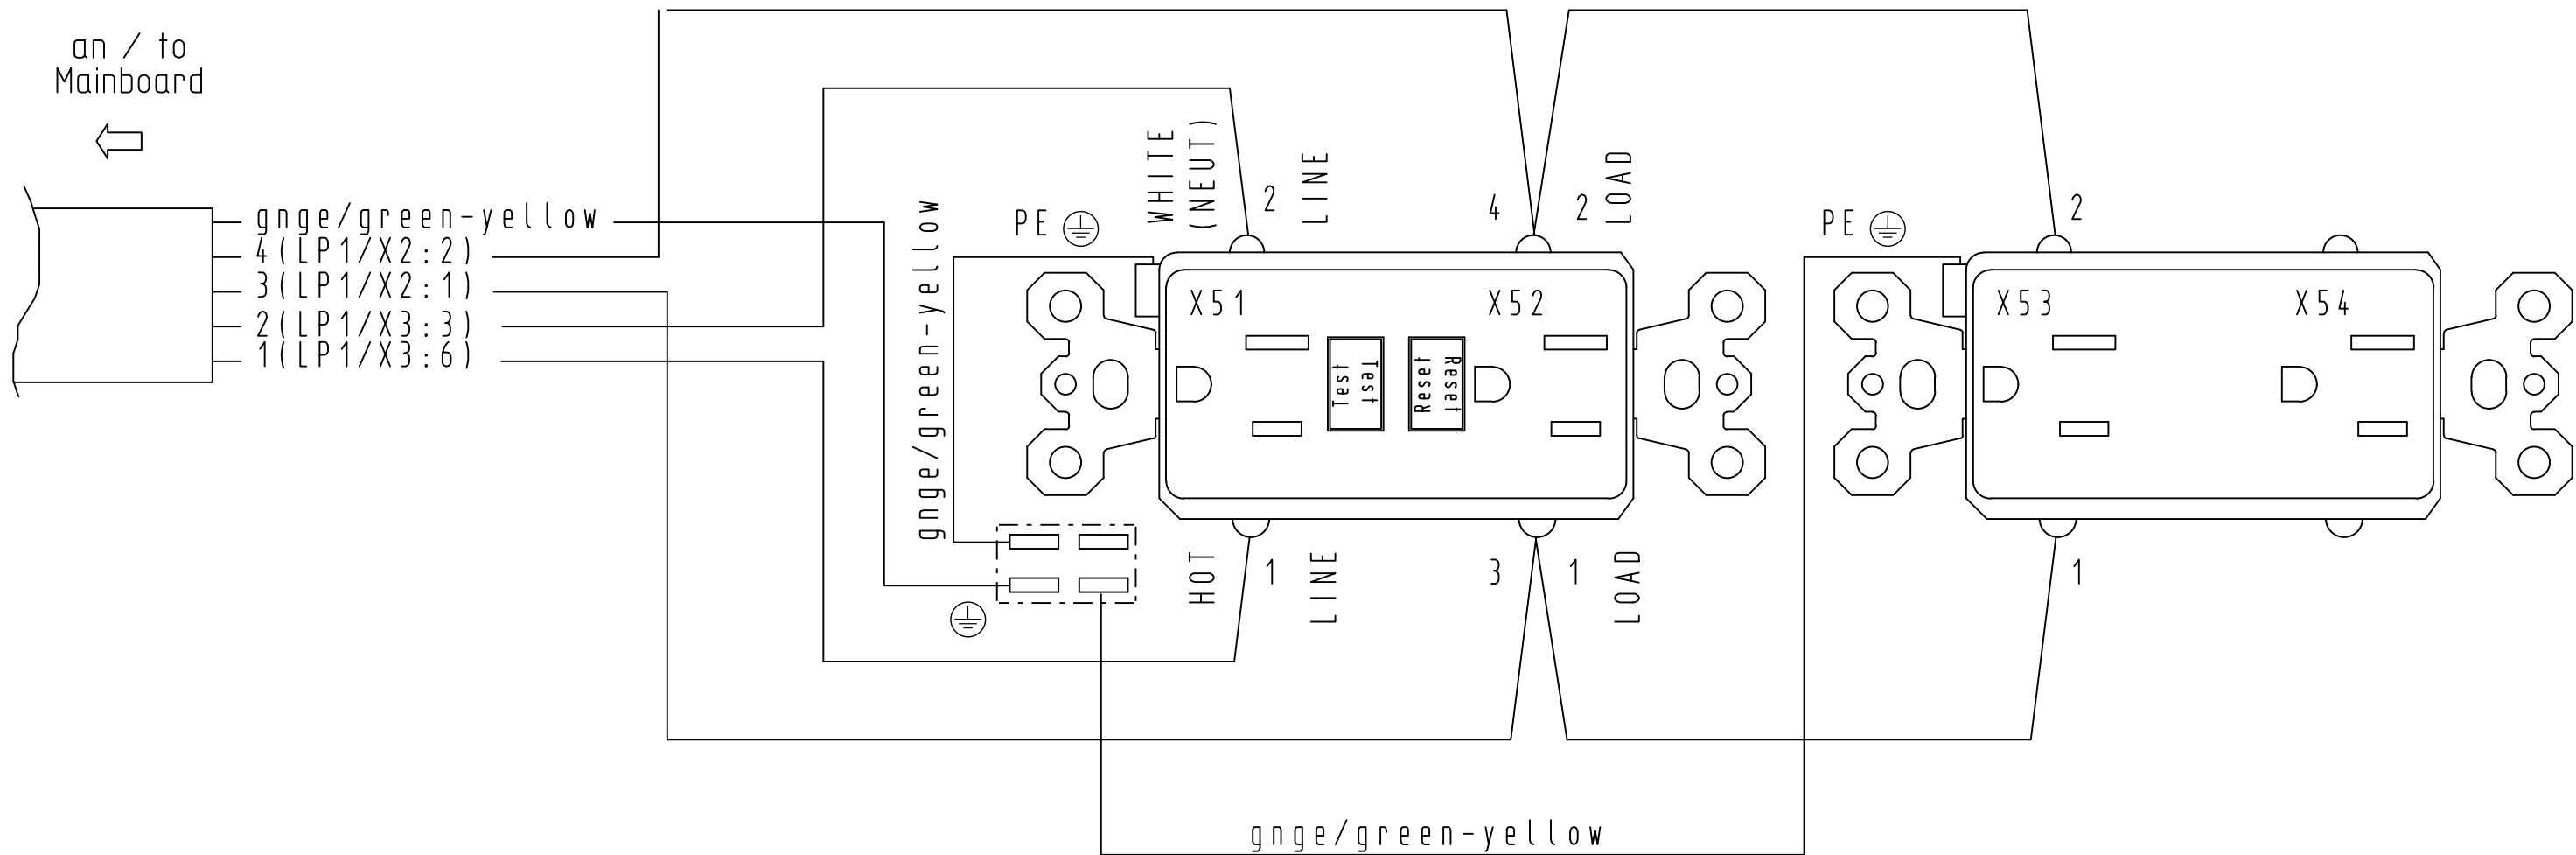 an / to
Mainboard
gnge/green-yellow
4(LP1/X2:2)
3(LP1/X2:1)
2(LP1/X3:3)
1(LP1/X3:6)
gnge/green-yellow
PE
WHITE
(NEUT)
2
LINE
4
2
LOAD
PE
2
X51
X52
X53
X54
Test
Test
Reset
Reset
HOT
1
LINE
3
1
LOAD
1
gnge/green-yellow